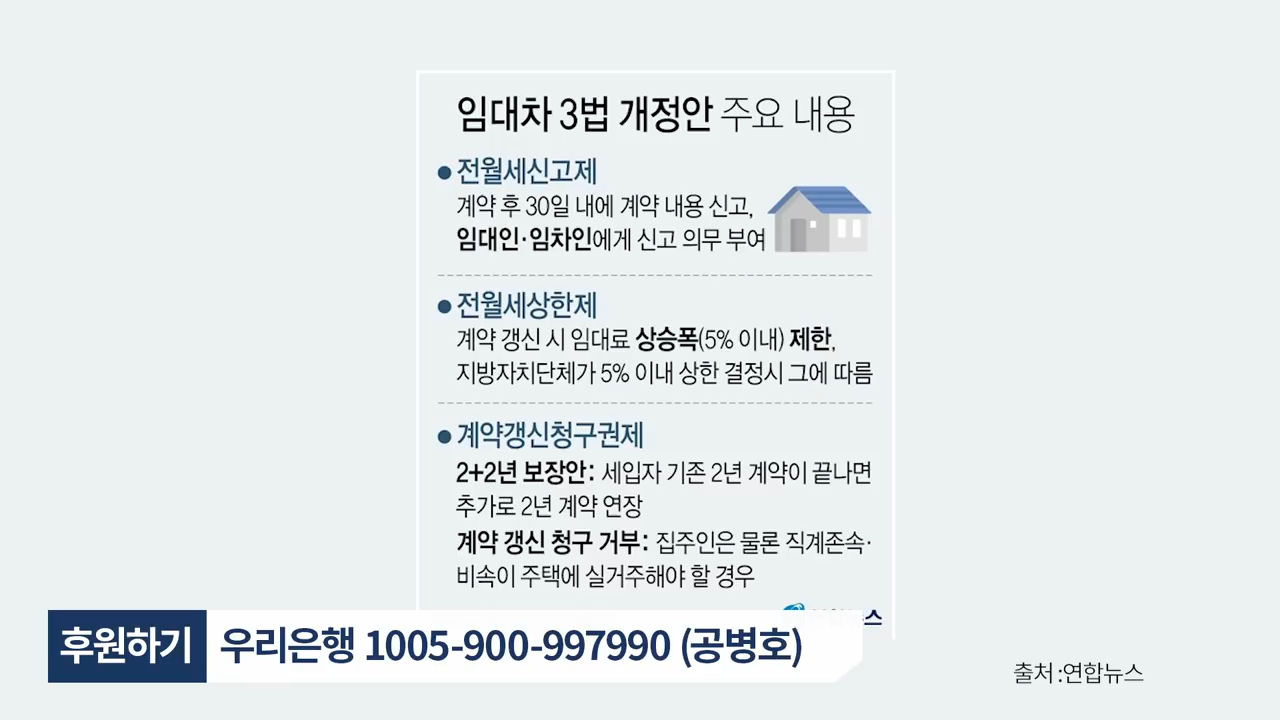 임대차 3법 개정안 주요 내용
● 전월세신고제
계약 후 30일 내에 계약 내용 신고,
임대인·임차인에게 신고 의무 부여
● 전월세상한제
계약 갱신 시 임대료 상승폭(5% 이내) 제한,
지방자치단체가 5% 이내 상한 결정시 그에 따름
● 계약갱신청구권제
2+2년 보장안: 세입자 기존 2년 계약이 끝나면
추가로 2년 계약 연장
계약 갱신 청구 거부: 집주인은 물론 직계존속·
비속이 주택에 실거주해야 할 경우
후원하기 우리은행 1005-900-997990 (공병호)
출처 :연합뉴스